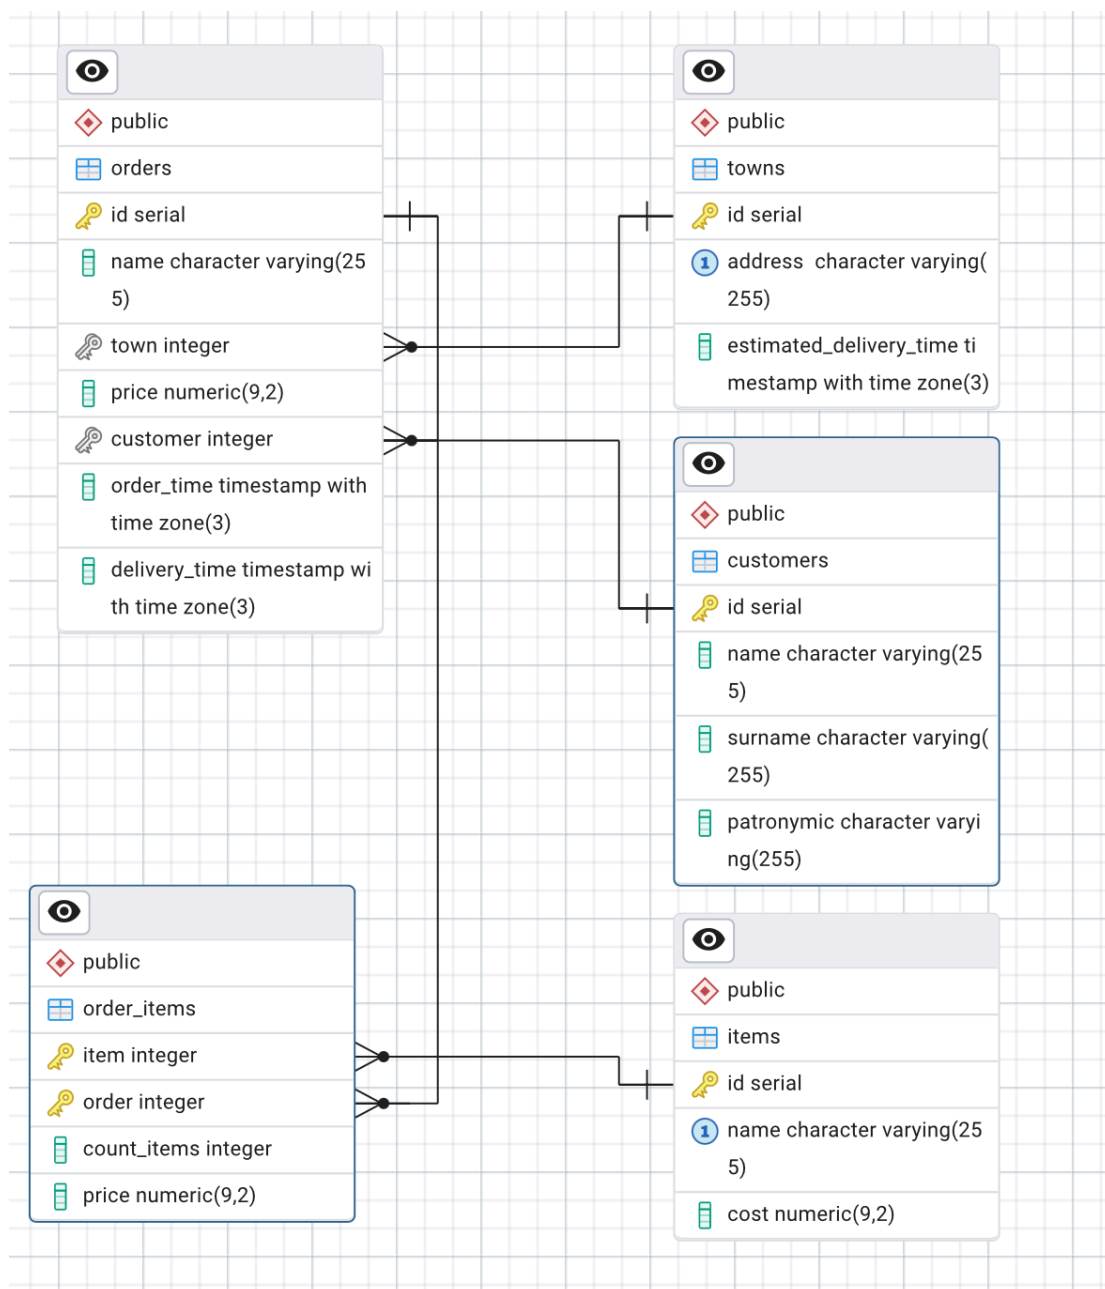 public
orders
id serial
name character varying(25
5)
town integer
price numeric(9,2)
customer integer
order_time timestamp with
time zone(3)
delivery_time timestamp wi
th time zone(3)
public
towns
id serial
1 address  character varying(
255)
estimated_delivery_time ti
mestamp with time zone(3)
public
customers
id serial
name character varying(25
5)
surname character varying(
255)
patronymic character varyi
ng(255)
public
order_items
item integer
order integer
count_items integer
price numeric(9,2)
public
items
id serial
1 name character varying(25
5)
cost numeric(9,2)